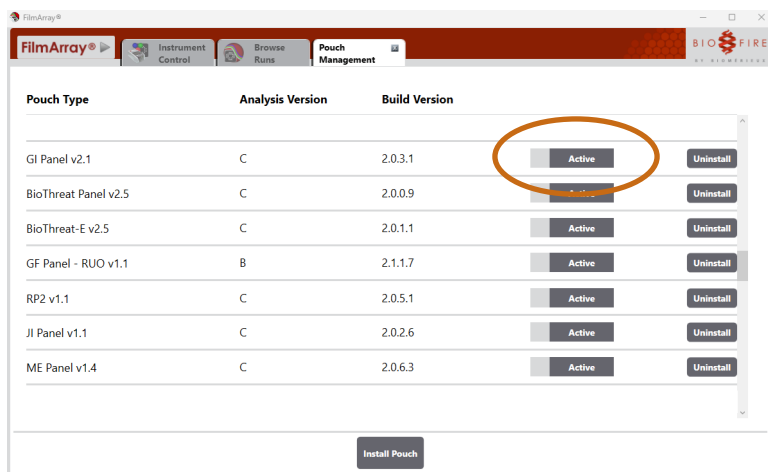 FilmArray®
FilmArray®
Instrument Control
Browse Runs
Pouch Management
BIO FIRE
BY BIOMÉRIEUX
Pouch Type Analysis Version Build Version
GI Panel v2.1 C 2.0.3.1 Active Uninstall
BioThreat Panel v2.5 C 2.0.0.9 Active Uninstall
BioThreat-E v2.5 C 2.0.1.1 Active Uninstall
GF Panel - RUO v1.1 B 2.1.1.7 Active Uninstall
RP2 v1.1 C 2.0.5.1 Active Uninstall
JI Panel v1.1 C 2.0.2.6 Active Uninstall
ME Panel v1.4 C 2.0.6.3 Active Uninstall
Install Pouch